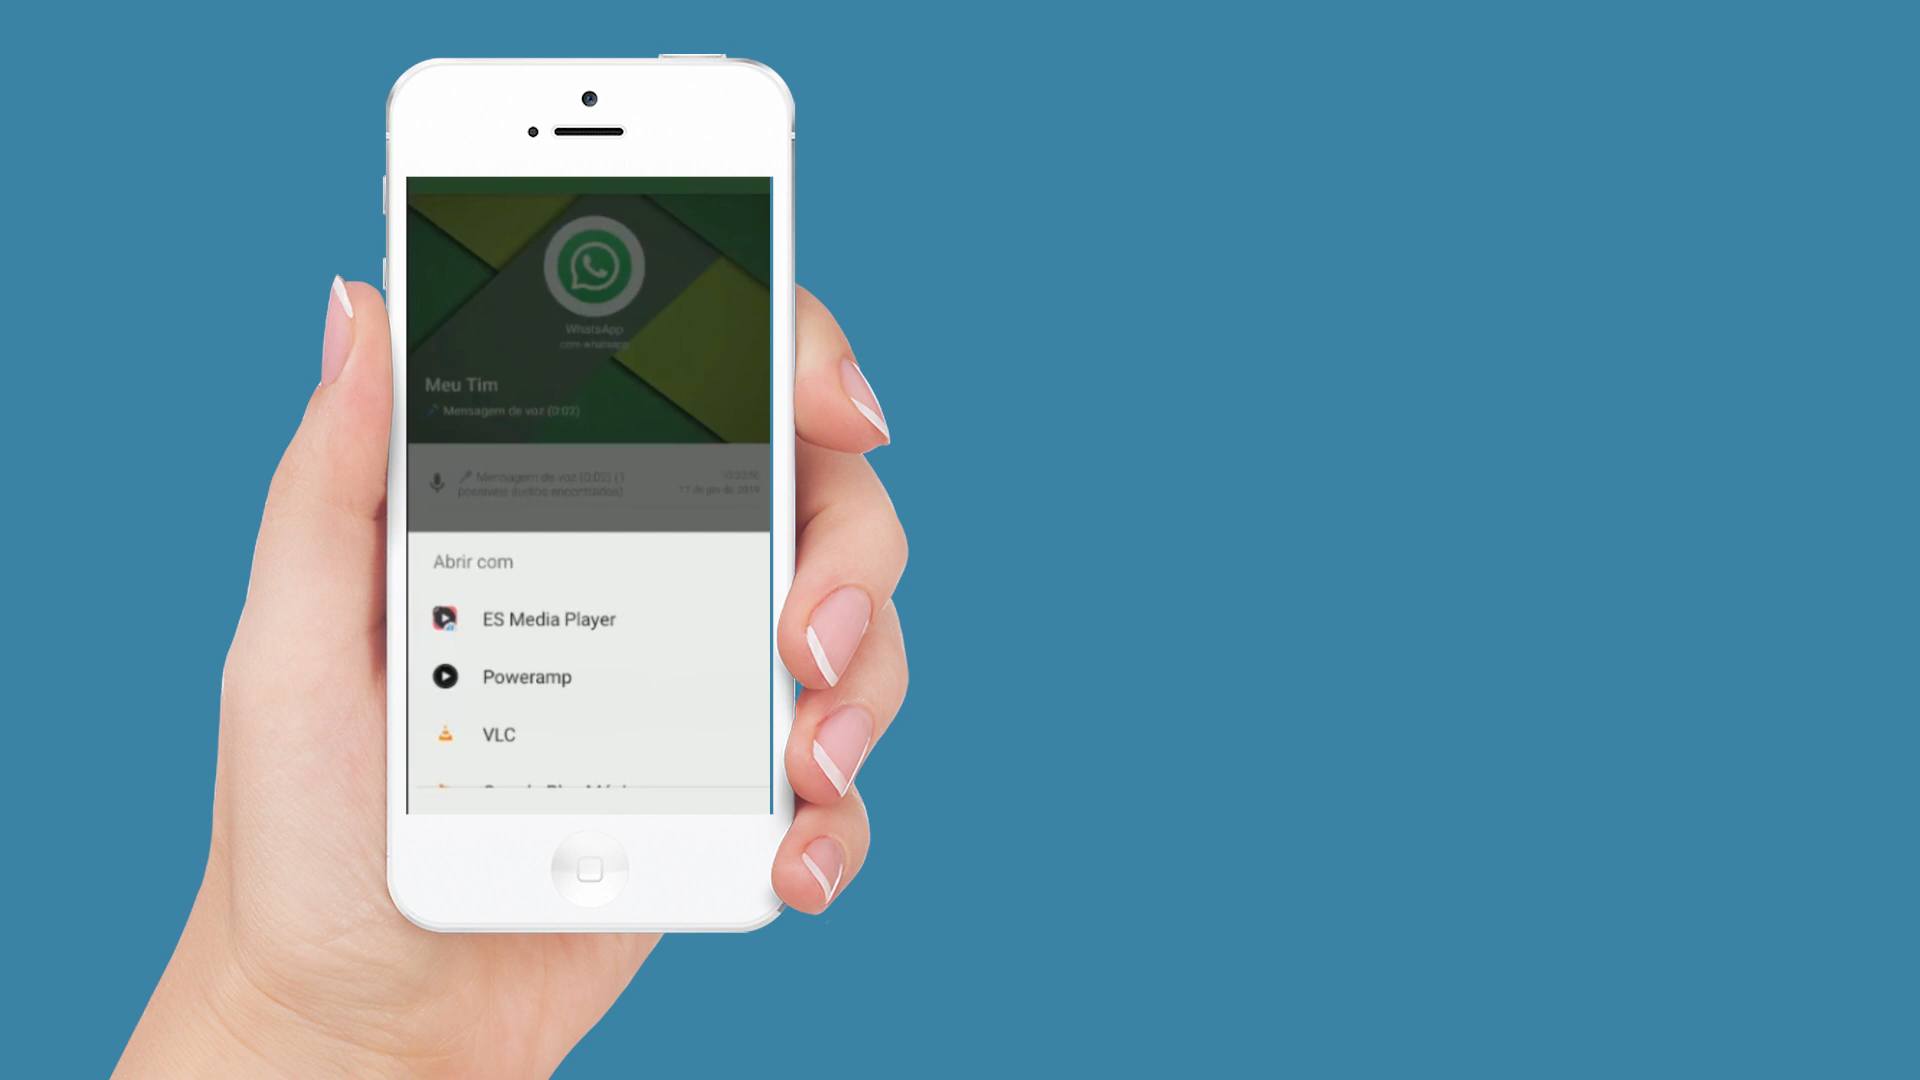 WhatsApp
com.whatsapp
Meu Tim
Mensagem de voz (0:02)
Mensagem de voz (0:02) (1
possíveis áudios encontrados)
17 de jan de 2019
Abrir com
ES Media Player
Poweramp
VLC